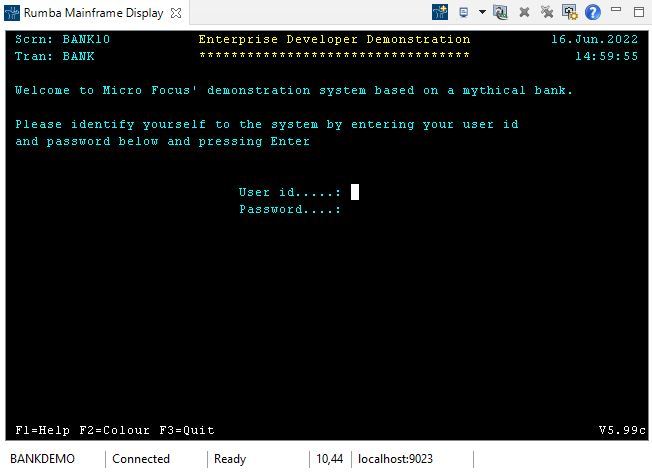 Rumba Mainframe Display
Scrn: BANK10 Enterprise Developer Demonstration 16.Jun.2022
Tran: BANK ********************************** 14:59:55
Welcome to Micro Focus' demonstration system based on a mythical bank.
Please identify yourself to the system by entering your user id
and password below and pressing Enter
User id.....:
Password....:
F1=Help F2=Colour F3=Quit V5.99c
BANKDEMO Connected Ready 10,44 localhost:9023